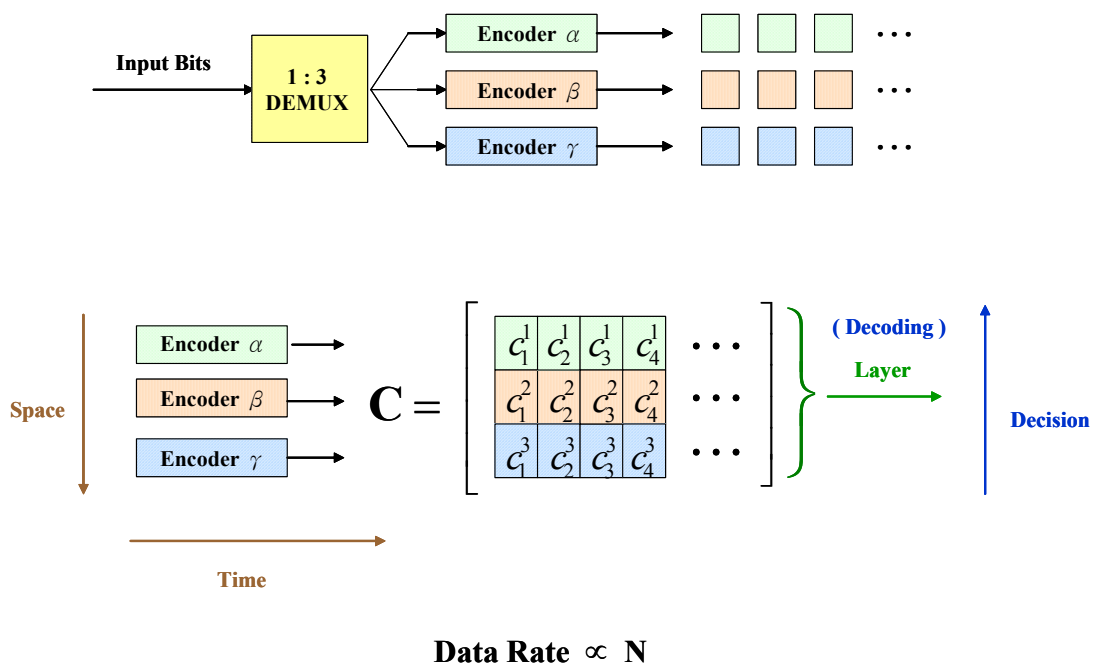 Input Bits
1 : 3
DEMUX
Encoder α
Encoder β
Encoder γ
• • •
• • •
• • •
Space
Encoder α
Encoder β
Encoder γ
Time
C =
c₁¹ c₂¹ c₃¹ c₄¹ • • •
c₁² c₂² c₃² c₄² • • •
c₁³ c₂³ c₃³ c₄³ • • •
( Decoding )
Layer
Decision
Data Rate ∝ N